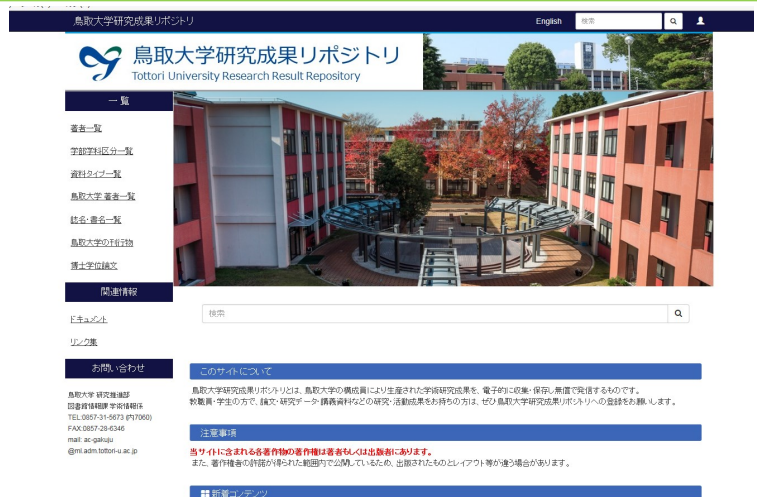 鳥取大学研究成果リポジトリ
English
検索
鳥取大学研究成果リポジトリ
Tottori University Research Result Repository
一覧
著者一覧
学部学科区分一覧
資料タイプ一覧
鳥取大学 著者一覧
誌名・書名一覧
鳥取大学の刊行物
博士学位論文
関連情報
ドキュメント
リンク集
お問い合わせ
鳥取大学 研究推進部
図書館情報課 学術情報係
TEL:0857-31-5673 (内7060)
FAX:0857-28-6346
mail: ac-gakuju
@ml.adm.tottori-u.ac.jp
検索
このサイトについて
鳥取大学研究成果リポジトリとは、鳥取大学の構成員により生産された学術研究成果を、電子的に収集・保存し無償で発信するものです。
教職員・学生の方で、論文・研究データ・講義資料などの研究・活動成果をお持ちの方は、ぜひ鳥取大学研究成果リポジトリへの登録をお願いします。
注意事項
当サイトに含まれる各著作物の著作権は著者もしくは出版者にあります。
また、著作権者の許諾が得られた範囲内で公開しているため、出版されたものとレイアウト等が違う場合があります。
新着コンテンツ